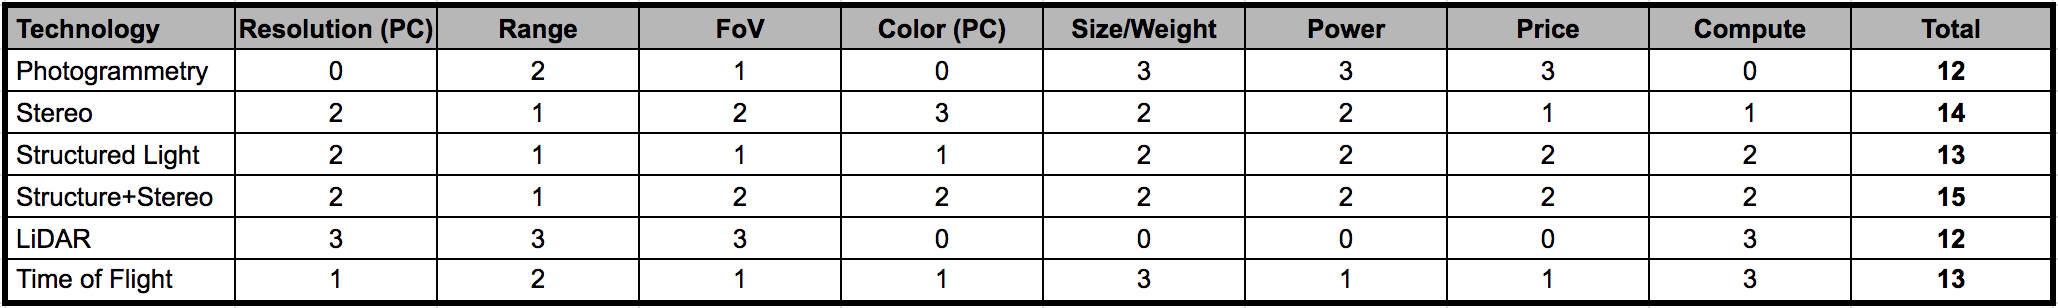 Technology Resolution (PC) Range FoV Color (PC) Size/Weight Power Price Compute Total
Photogrammetry 0 2 1 0 3 3 3 0 12
Stereo 2 1 2 3 2 2 1 1 14
Structured Light 2 1 1 1 2 2 2 2 13
Structure+Stereo 2 1 2 2 2 2 2 2 15
LiDAR 3 3 3 0 0 0 0 3 12
Time of Flight 1 2 1 1 3 1 1 3 13